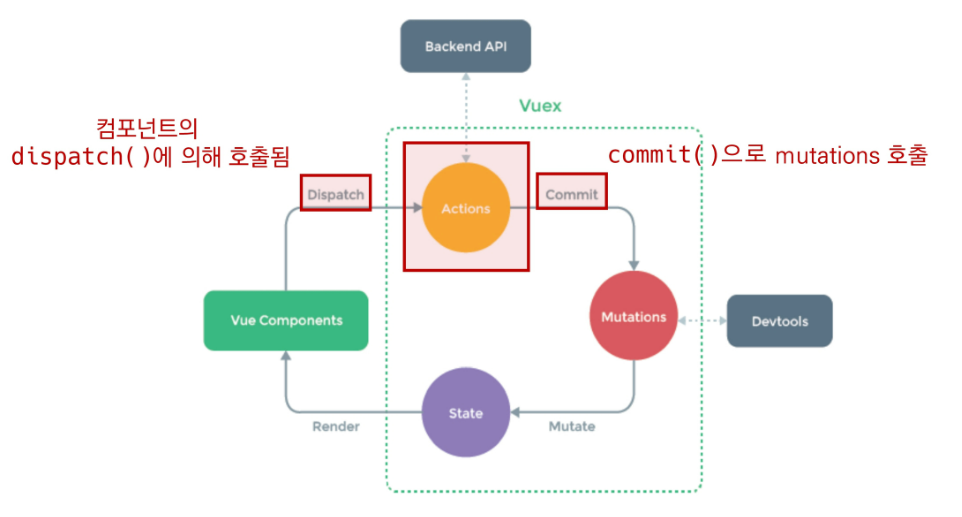 Backend API
Vuex
컴포넌트의
dispatch()에 의해 호출됨
commit()으로 mutations 호출
Dispatch
Actions
Commit
Vue Components
Mutations
Devtools
State
Render
Mutate